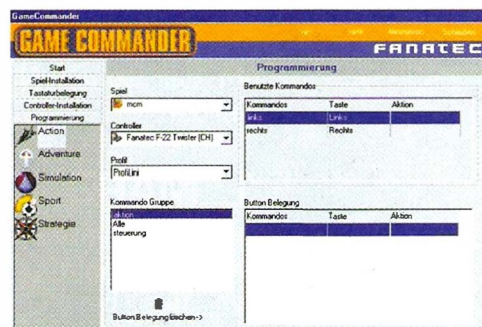 GameCommander
GAME COMMANDER
FANATEC
Start
Spiel-Installation
Tastaturbelegung
Controller-Installation
Programmierung
Action
Adventure
Simulation
Sport
Strategie
Programmierung
Spiel
mcm
Controller
Fanatec F-22 Twister [CH]
Profil
Profil.ini
Kommando Gruppe
aktion
Alle
steuerung
Button Belegung löschen->
Benutzte Kommandos
Kommandos Taste Aktion
links Links
rechts Rechts
Button Belegung
Kommandos Taste Aktion